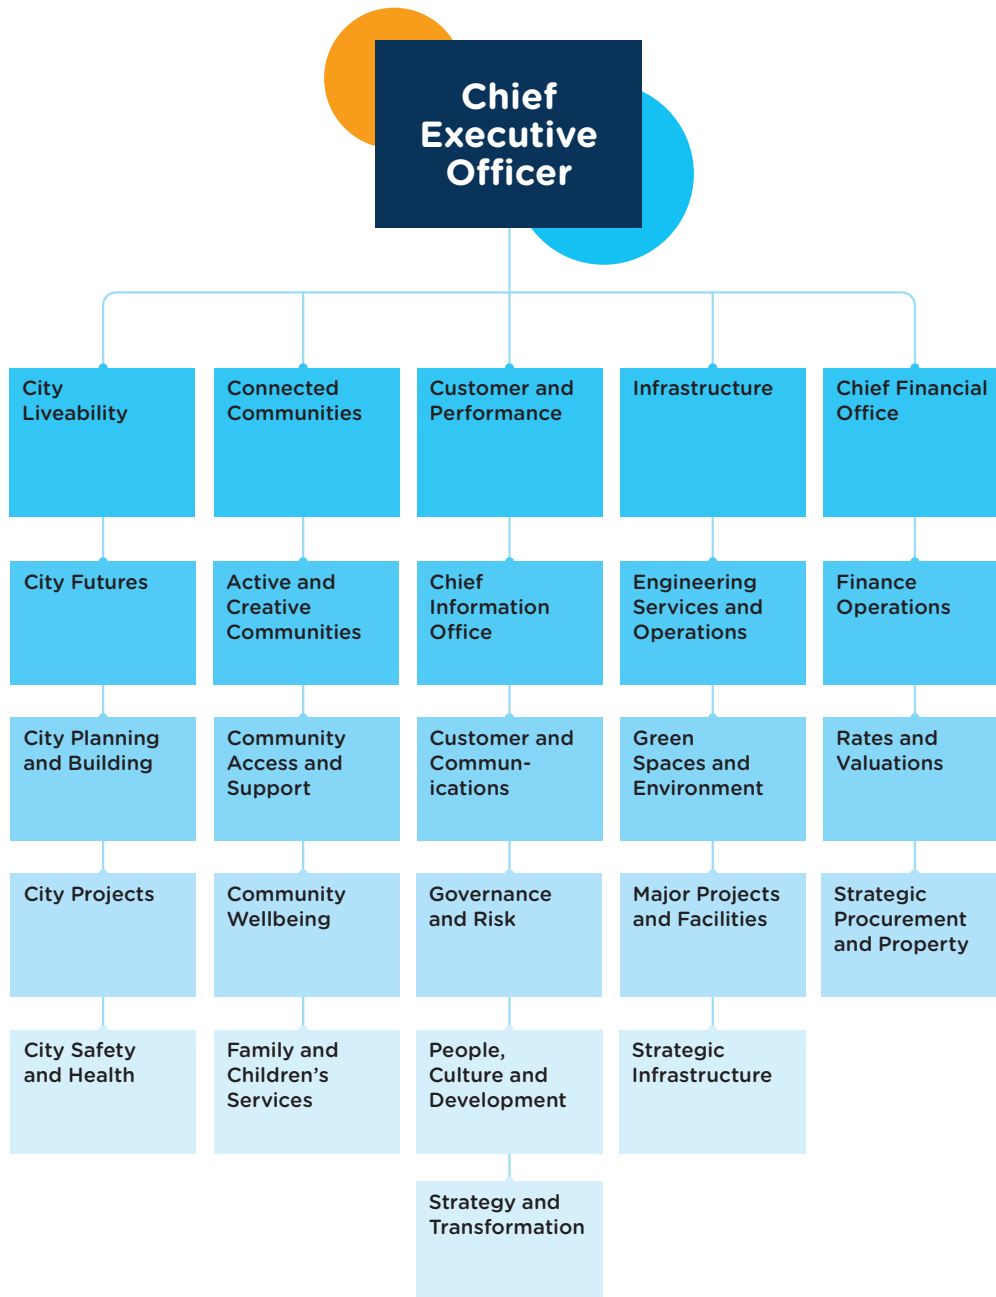 Chief
Executive
Officer
City
Liveability
Connected
Communities
Customer and
Performance
Infrastructure
Chief Financial
Office
City Futures
Active and
Creative
Communities
Chief
Information
Office
Engineering
Services and
Operations
Finance
Operations
City Planning
and Building
Community
Access and
Support
Customer and
Commun-
ications
Green
Spaces and
Environment
Rates and
Valuations
City Projects
Community
Wellbeing
Governance
and Risk
Major Projects
and Facilities
Strategic
Procurement
and Property
City Safety
and Health
Family and
Children’s
Services
People,
Culture and
Development
Strategic
Infrastructure
Strategy and
Transformation